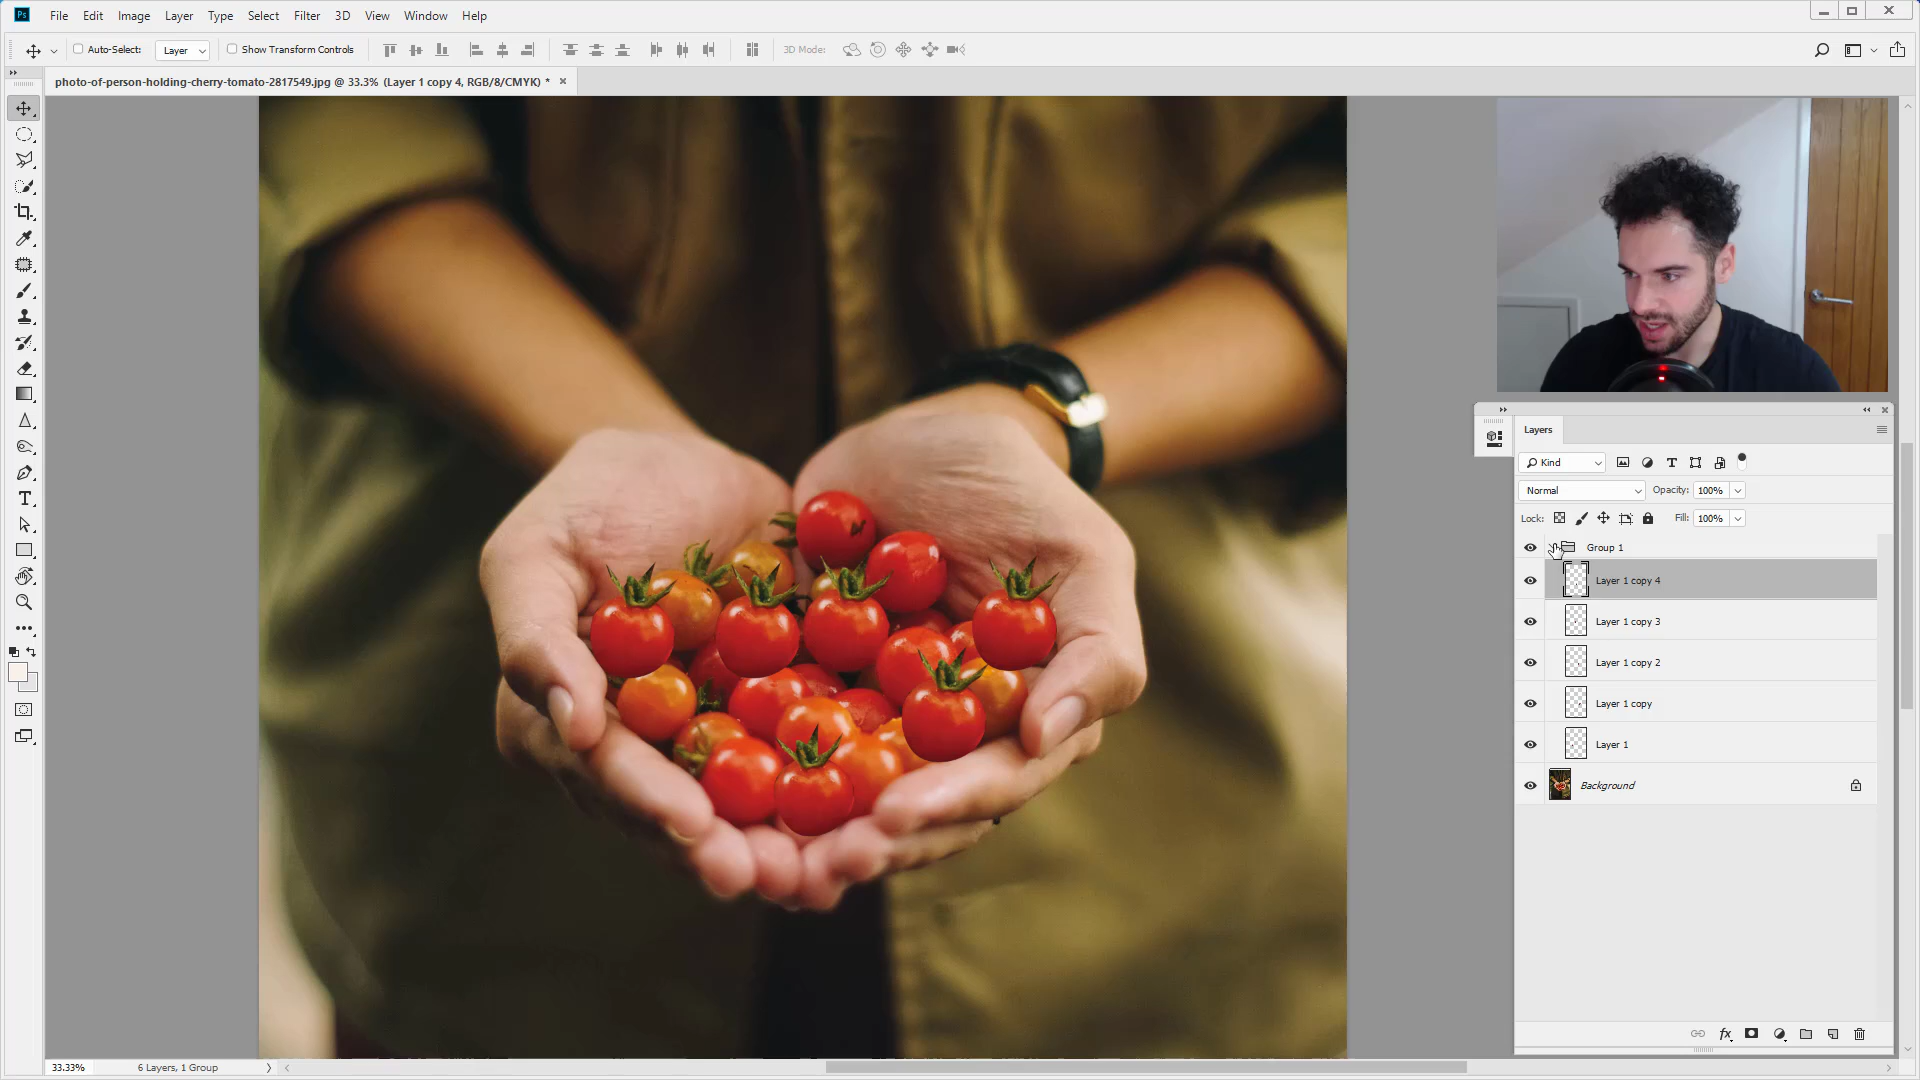 Ps File Edit Image Layer Type Select Filter 3D View Window Help
Auto-Select: Layer Show Transform Controls 3D Mode:
photo-of-person-holding-cherry-tomato-2817549.jpg @ 33.3% (Layer 1 copy 4, RGB/8/CMYK) *
Layers
Kind
Normal Opacity: 100%
Lock: Fill: 100%
Group 1
Layer 1 copy 4
Layer 1 copy 3
Layer 1 copy 2
Layer 1 copy
Layer 1
Background
fx
33.33% 6 Layers, 1 Group